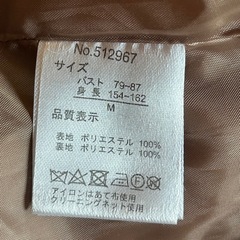 No.512967
サイズ
バスト 79~87
身長 154-162
M
品質表示
表地 ポリエステル 100%
裏地 ポリエステル 100%
アイロンはあて布使用
クリーニングネット使用